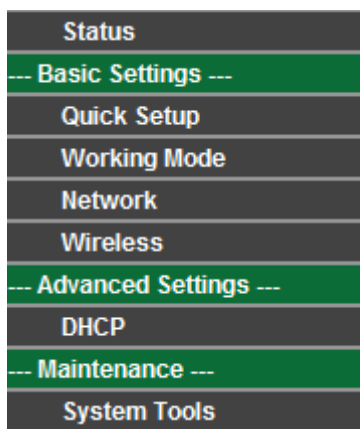 Status
--- Basic Settings ---
Quick Setup
Working Mode
Network
Wireless
--- Advanced Settings ---
DHCP
--- Maintenance ---
System Tools